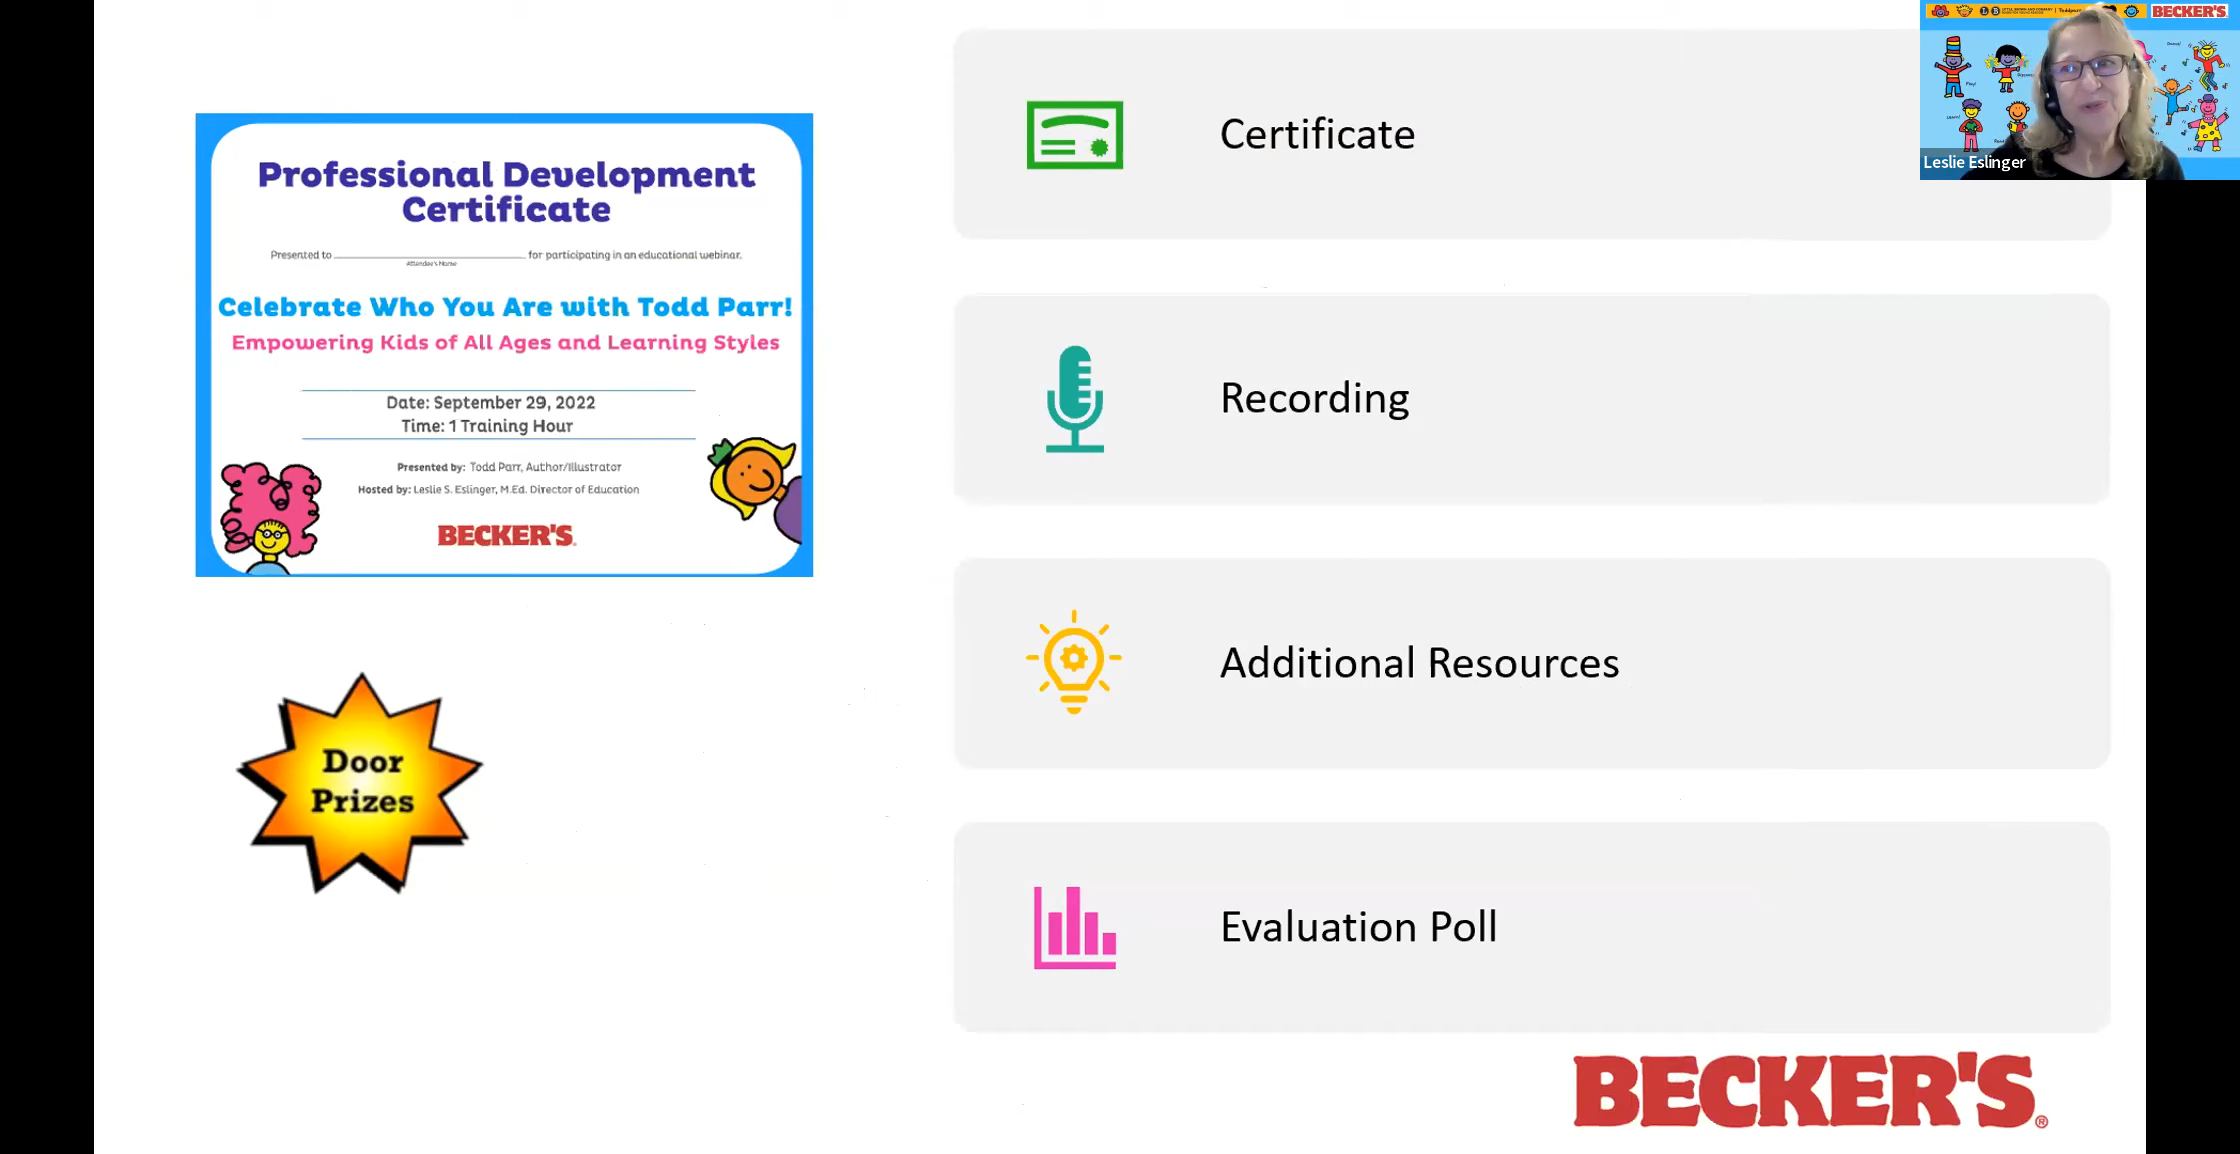 Professional Development
Certificate
Presented to for participating in an educational webinar.
Attendee's Name
Celebrate Who You Are with Todd Parr!
Empowering Kids of All Ages and Learning Styles
Date: September 29, 2022
Time: 1 Training Hour
Presented by: Todd Parr, Author/Illustrator
Hosted by: Leslie S. Eslinger, M.Ed. Director of Education
BECKER'S
Door
Prizes
Certificate
Recording
Additional Resources
Evaluation Poll
BECKER'S®
BECKER'S
Leslie Eslinger